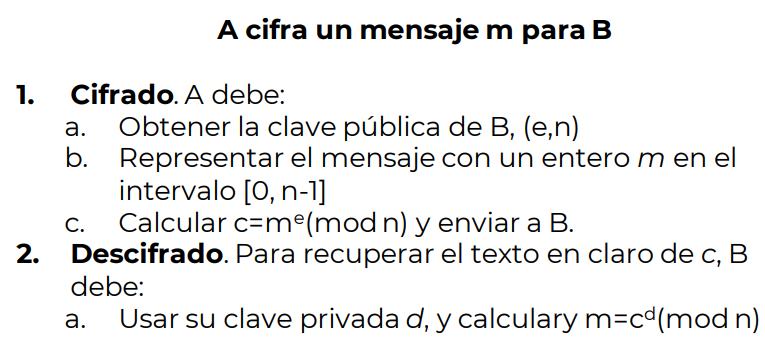 A cifra un mensaje m para B
1. Cifrado. A debe:
a. Obtener la clave pública de B, (e,n)
b. Representar el mensaje con un entero m en el
intervalo [0, n-1]
c. Calcular c=mᵉ(mod n) y enviar a B.
2. Descifrado. Para recuperar el texto en claro de c, B
debe:
a. Usar su clave privada d, y calculary m=cᵈ(mod n)